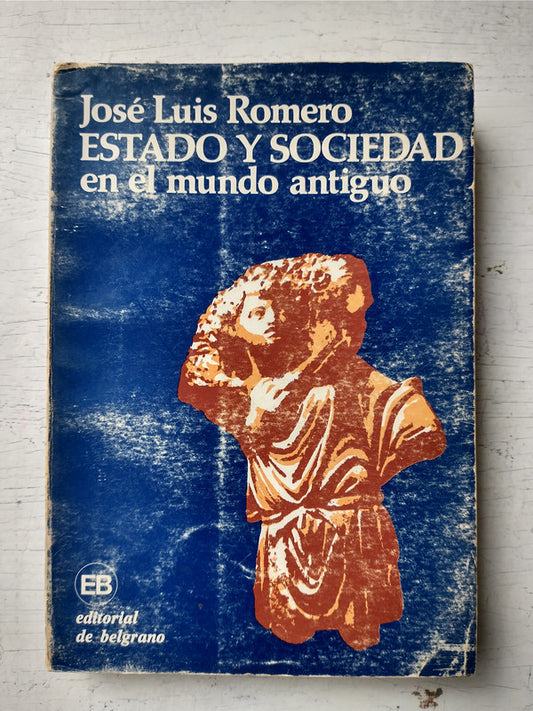 José Luis Romero
ESTADO Y SOCIEDAD
en el mundo antiguo
EB
editorial
de belgrano